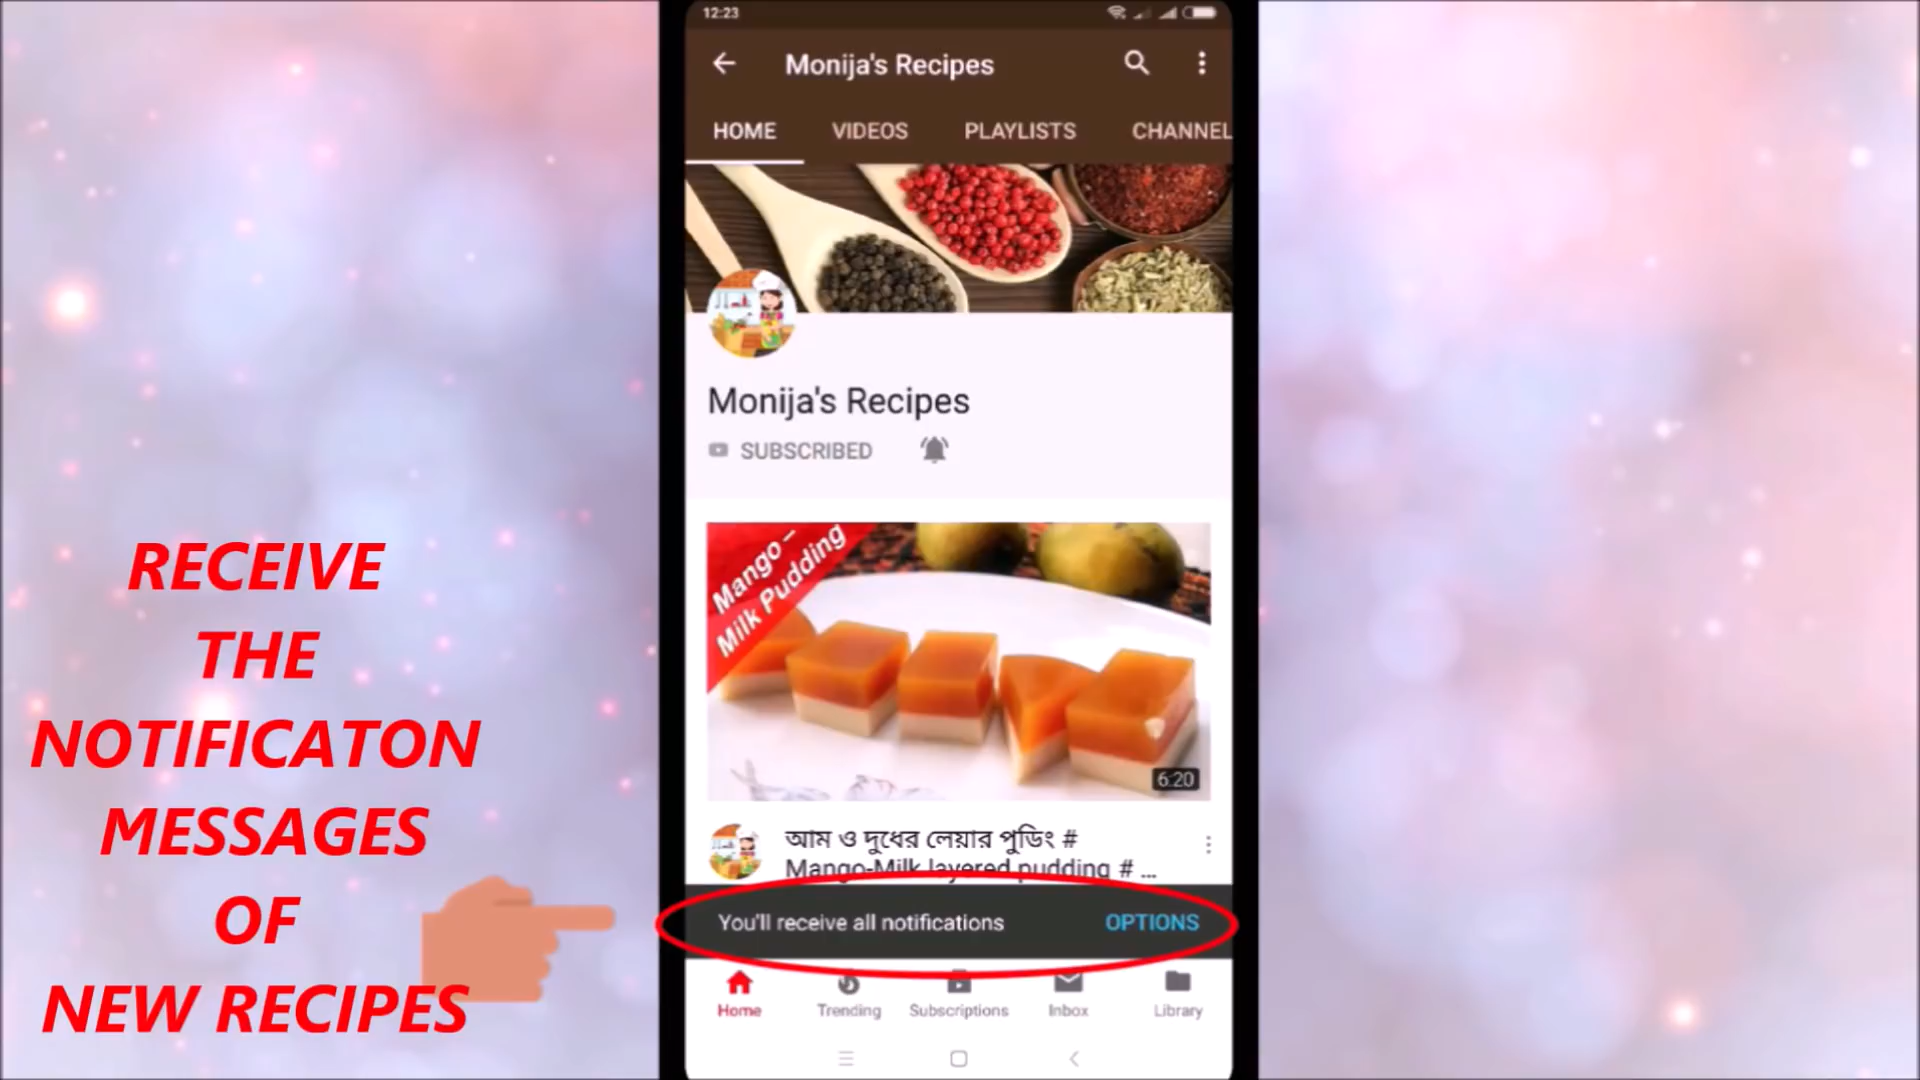 12:23
Monija's Recipes
HOME VIDEOS PLAYLISTS CHANNEL
Monija's Recipes
SUBSCRIBED
Mango-
Milk Pudding
6:20
আম ও দুধের লেয়ার পুডিং #
Mango-Milk layered pudding # ...
You'll receive all notifications OPTIONS
Home Trending Subscriptions Inbox Library
RECEIVE
THE
NOTIFICATON
MESSAGES
OF
NEW RECIPES